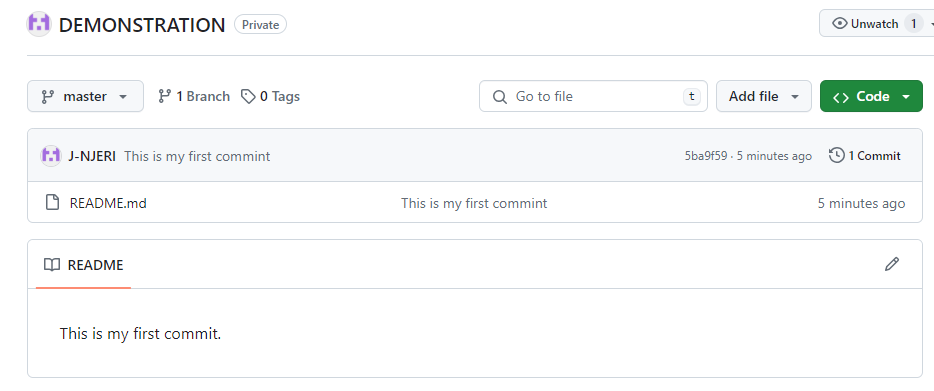 DEMONSTRATION Private Unwatch 1
master 1 Branch 0 Tags Go to file t Add file Code
J-NJERI This is my first commint 5ba9f59 · 5 minutes ago 1 Commit
README.md This is my first commint 5 minutes ago
README
This is my first commit.